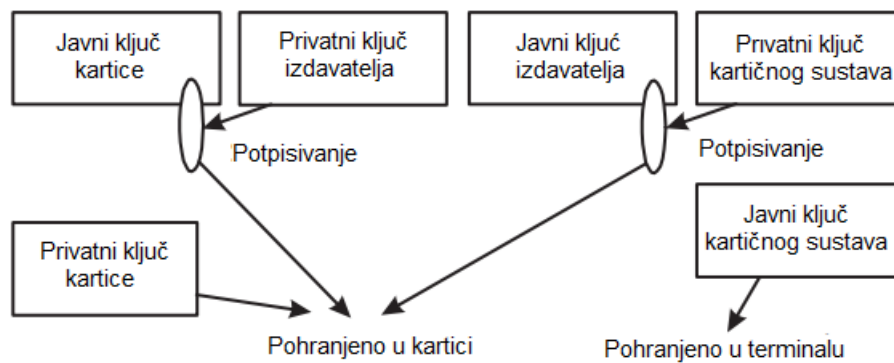 Javni ključ
kartice
Privatni ključ
izdavatelja
Javni kljuć
izdavatelja
Privatni ključ
kartičnog sustava
Potpisivanje
Potpisivanje
Privatni ključ
kartice
Javni ključ
kartičnog sustava
Pohranjeno u kartici
Pohranjeno u terminalu